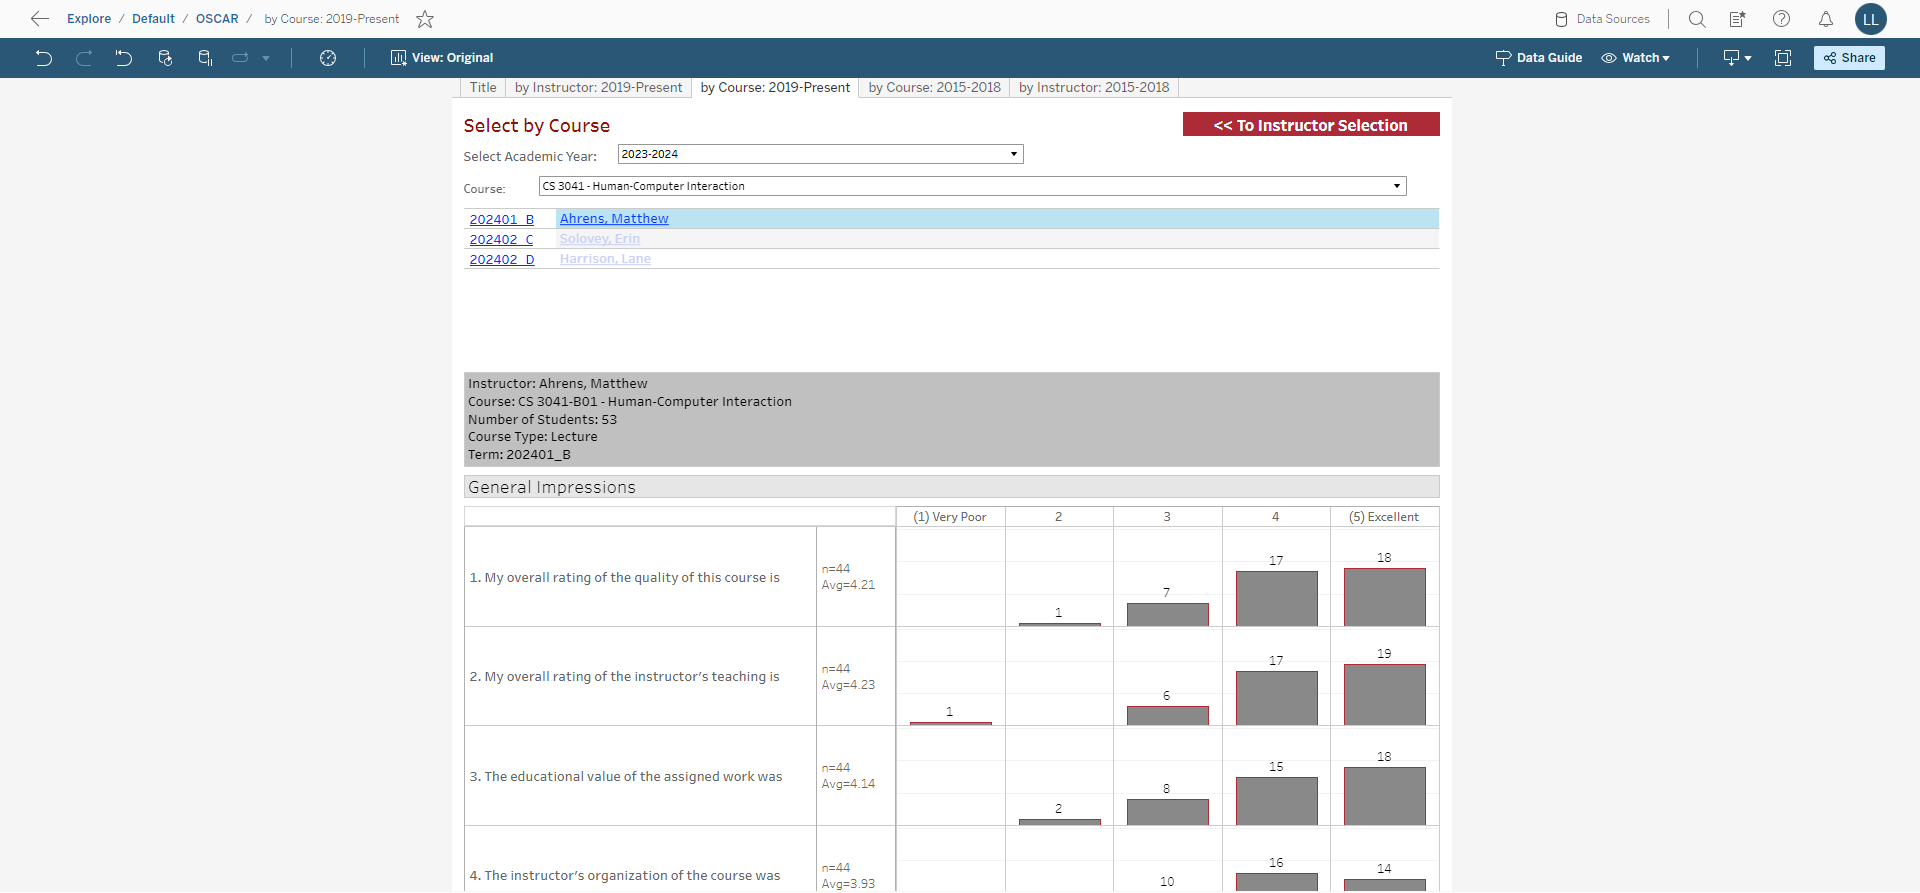 Explore / Default / OSCAR / by Course: 2019-Present
Data Sources
LL
View: Original
Data Guide
Watch
Share
Title
by Instructor: 2019-Present
by Course: 2019-Present
by Course: 2015-2018
by Instructor: 2015-2018
Select by Course
<< To Instructor Selection
Select Academic Year: 2023-2024
Course: CS 3041 - Human-Computer Interaction
202401_B Ahrens, Matthew
202402_C Solovey, Erin
202402_D Harrison, Lane
Instructor: Ahrens, Matthew
Course: CS 3041-B01 - Human-Computer Interaction
Number of Students: 53
Course Type: Lecture
Term: 202401_B
General Impressions
(1) Very Poor 2 3 4 (5) Excellent
1. My overall rating of the quality of this course is
n=44
Avg=4.21
1 7 17 18
2. My overall rating of the instructor's teaching is
n=44
Avg=4.23
1 6 17 19
3. The educational value of the assigned work was
n=44
Avg=4.14
2 8 15 18
4. The instructor's organization of the course was
n=44
Avg=3.93
10 16 14